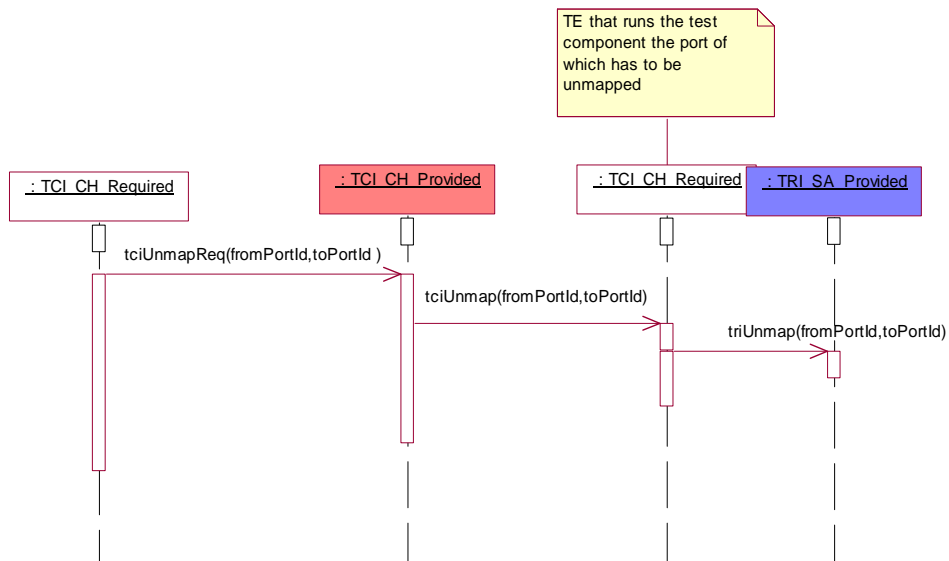 TE that runs the test
component the port of
which has to be
unmapped
: TCI_CH_Required
: TCI_CH_Provided
: TCI_CH_Required
: TRI_SA_Provided
tciUnmapReq(fromPortId,toPortId )
tciUnmap(fromPortId,toPortId)
triUnmap(fromPortId,toPortId)